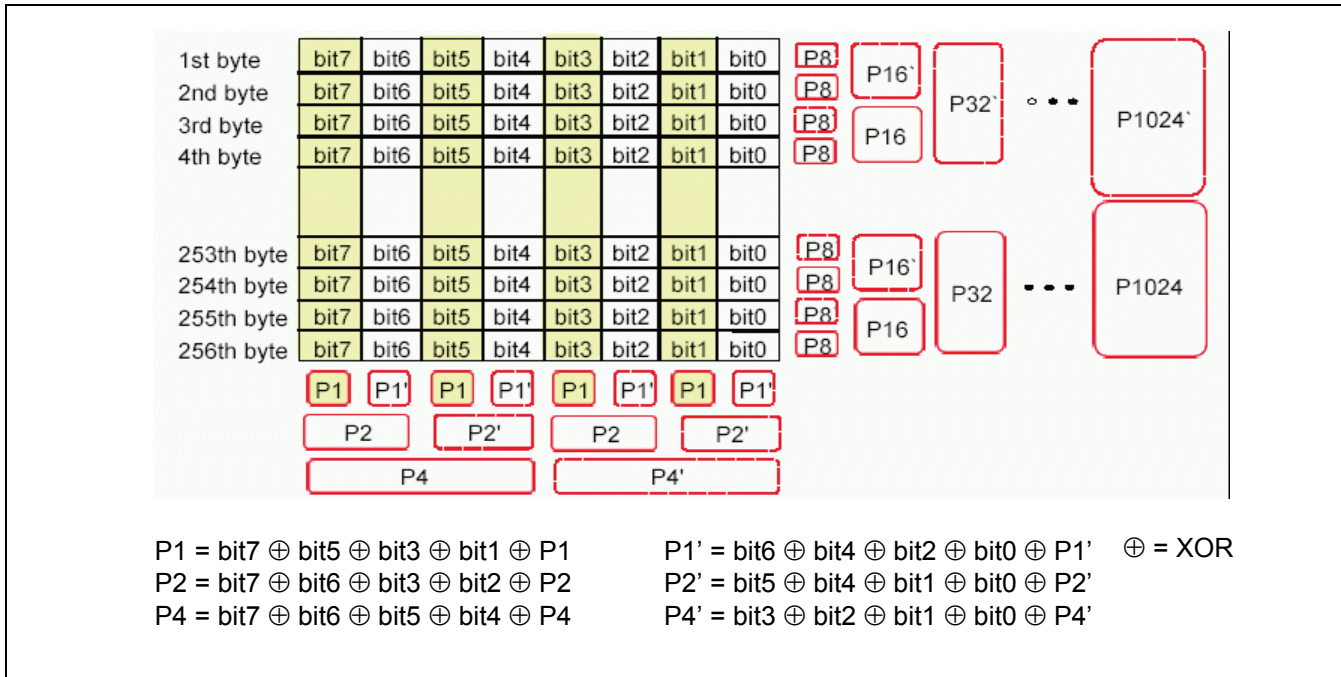 1st byte bit7 bit6 bit5 bit4 bit3 bit2 bit1 bit0 P8
P16`
2nd byte bit7 bit6 bit5 bit4 bit3 bit2 bit1 bit0 P8
P32`
3rd byte bit7 bit6 bit5 bit4 bit3 bit2 bit1 bit0 P8
P1024`
P16
4th byte bit7 bit6 bit5 bit4 bit3 bit2 bit1 bit0 P8
253th byte bit7 bit6 bit5 bit4 bit3 bit2 bit1 bit0 P8
P16`
254th byte bit7 bit6 bit5 bit4 bit3 bit2 bit1 bit0 P8
P32
P1024
255th byte bit7 bit6 bit5 bit4 bit3 bit2 bit1 bit0 P8
P16
256th byte bit7 bit6 bit5 bit4 bit3 bit2 bit1 bit0 P8
P1 P1' P1 P1' P1 P1' P1 P1'
P2 P2' P2 P2'
P4 P4'
P1 = bit7 ⊕ bit5 ⊕ bit3 ⊕ bit1 ⊕ P1 P1’ = bit6 ⊕ bit4 ⊕ bit2 ⊕ bit0 ⊕ P1’ ⊕ = XOR
P2 = bit7 ⊕ bit6 ⊕ bit3 ⊕ bit2 ⊕ P2 P2’ = bit5 ⊕ bit4 ⊕ bit1 ⊕ bit0 ⊕ P2’
P4 = bit7 ⊕ bit6 ⊕ bit5 ⊕ bit4 ⊕ P4 P4’ = bit3 ⊕ bit2 ⊕ bit1 ⊕ bit0 ⊕ P4’